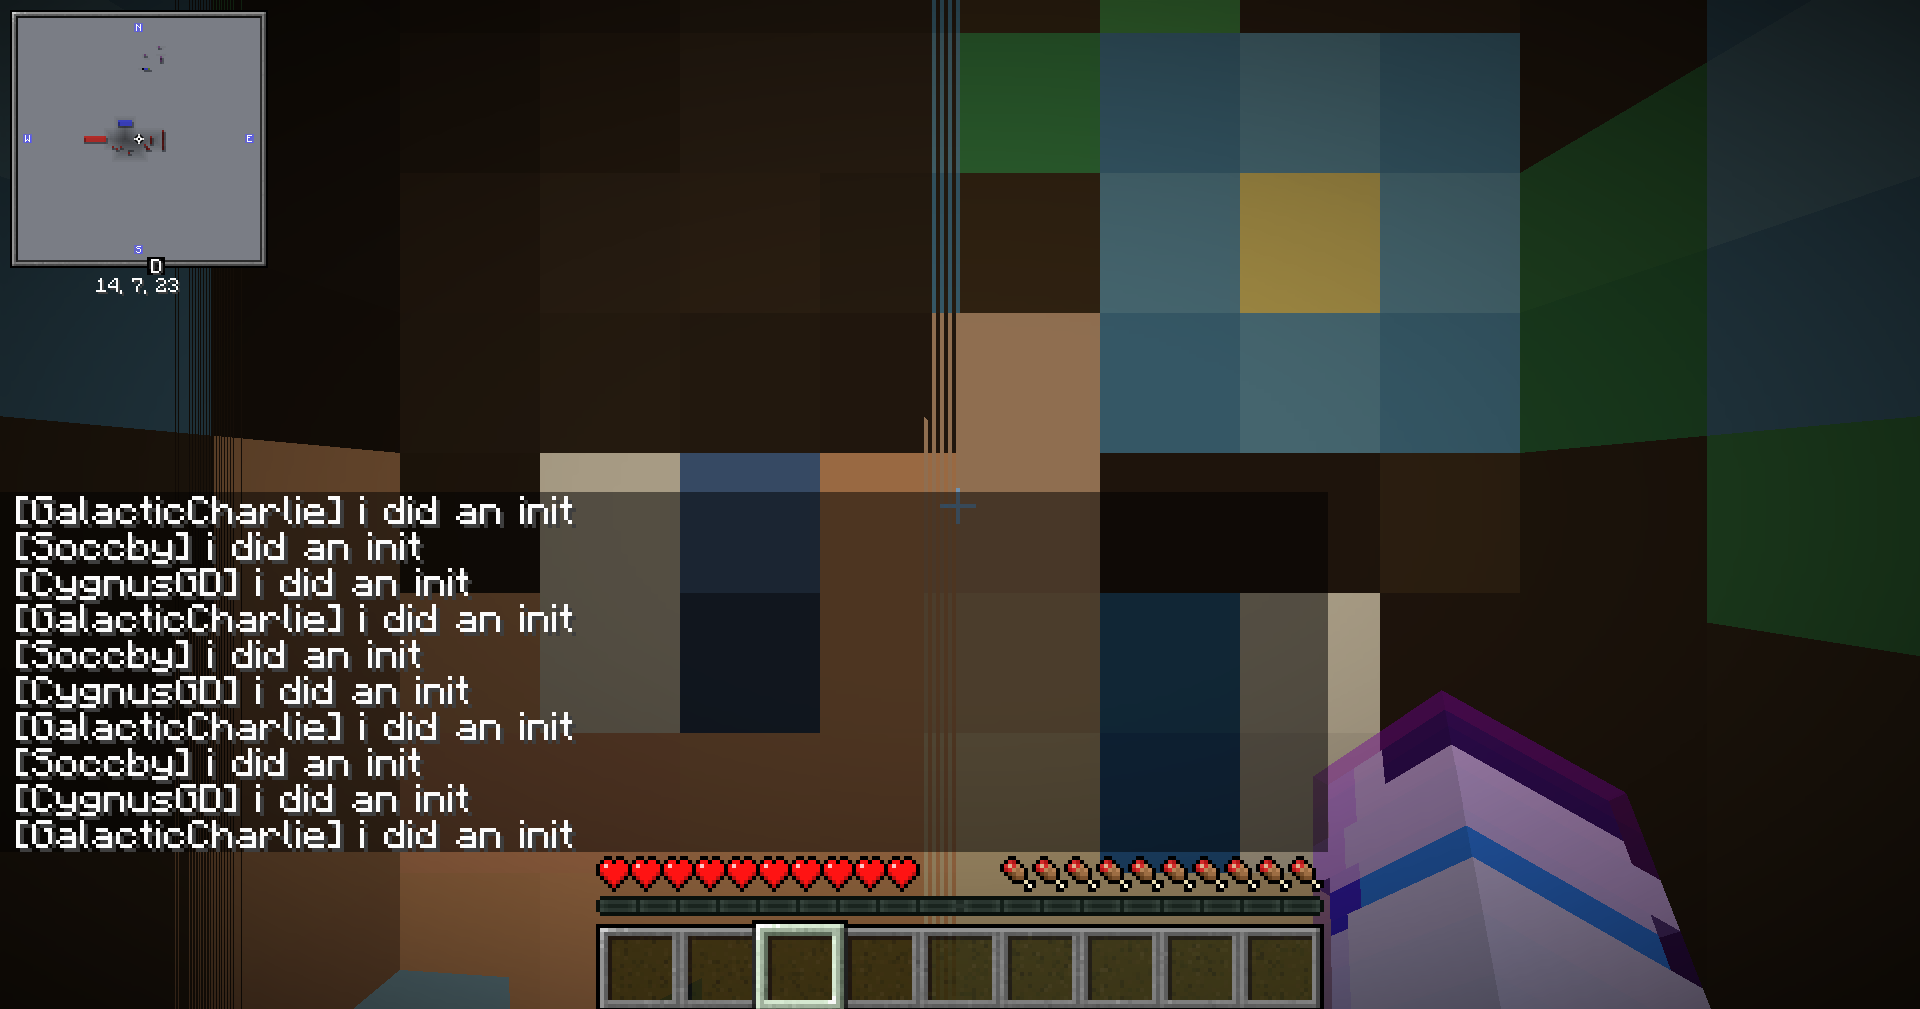 N
W
E
S
D
14, 7, 23
[GalacticCharlie] i did an init
[Soccby] i did an init
[CygnusGD] i did an init
[GalacticCharlie] i did an init
[Soccby] i did an init
[CygnusGD] i did an init
[GalacticCharlie] i did an init
[Soccby] i did an init
[CygnusGD] i did an init
[GalacticCharlie] i did an init